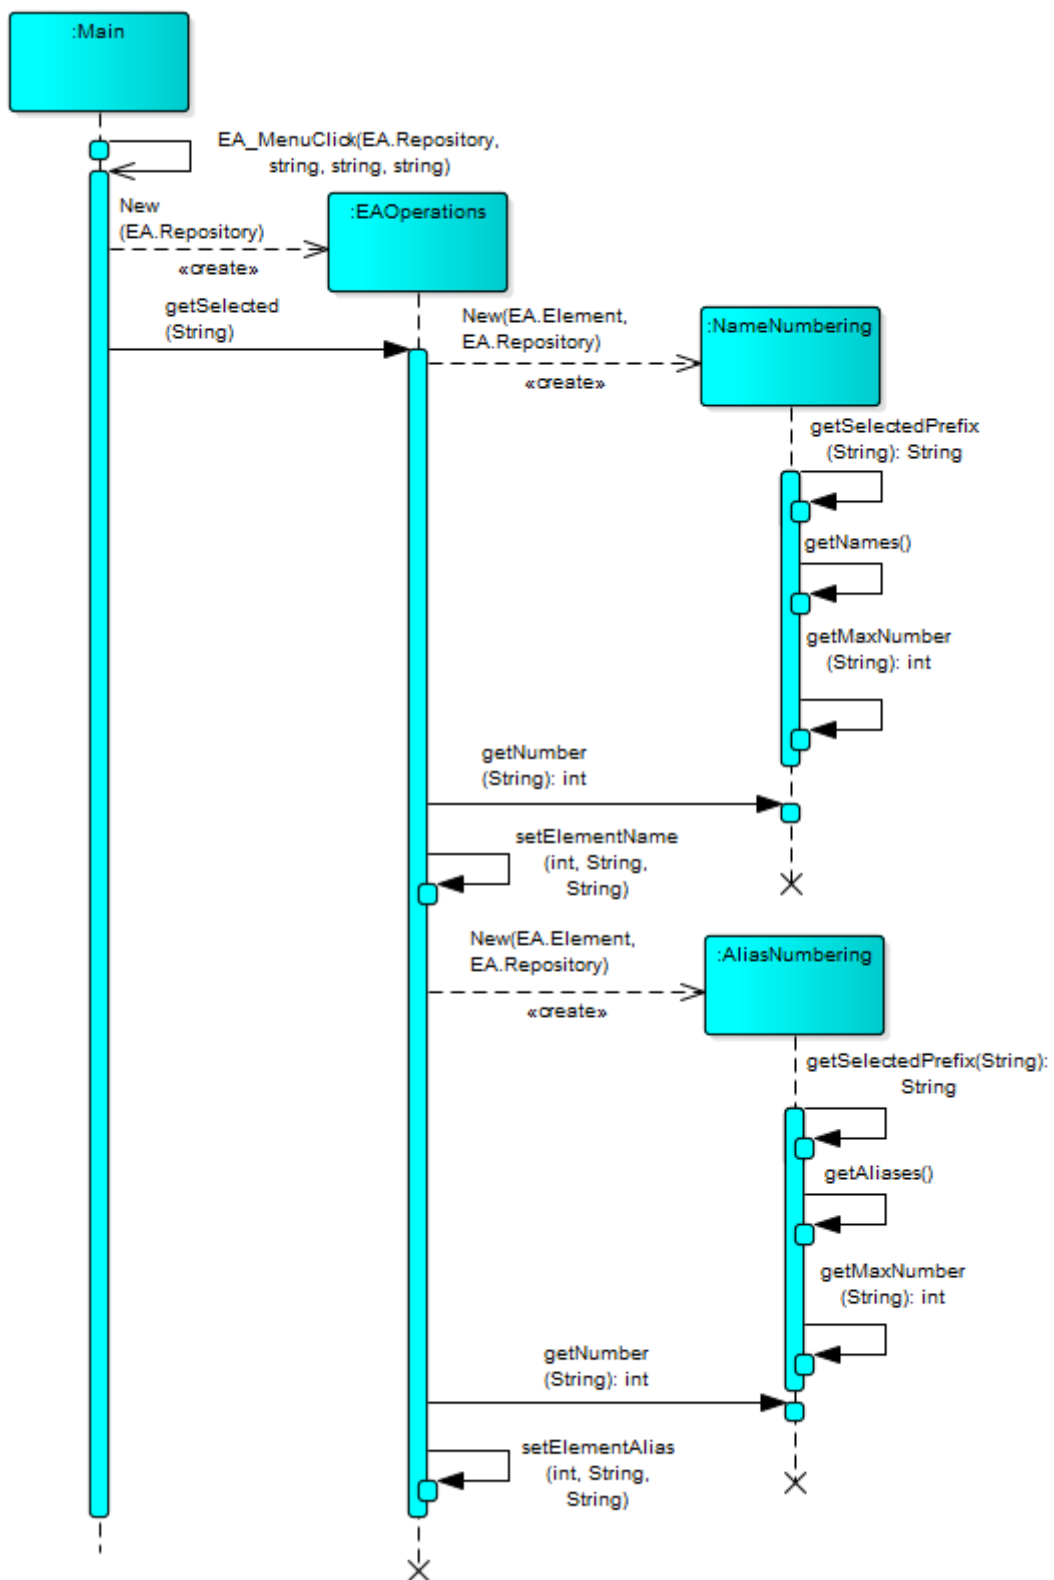 :Main
EA_MenuClick(EA.Repository,
string, string, string)
New
(EA.Repository)
«create»
:EAOperations
getSelected
(String)
New(EA.Element,
EA.Repository)
«create»
:NameNumbering
getSelectedPrefix
(String): String
getNames()
getMaxNumber
(String): int
getNumber
(String): int
setElementName
(int, String,
String)
New(EA.Element,
EA.Repository)
«create»
:AliasNumbering
getSelectedPrefix(String):
String
getAliases()
getMaxNumber
(String): int
getNumber
(String): int
setElementAlias
(int, String,
String)